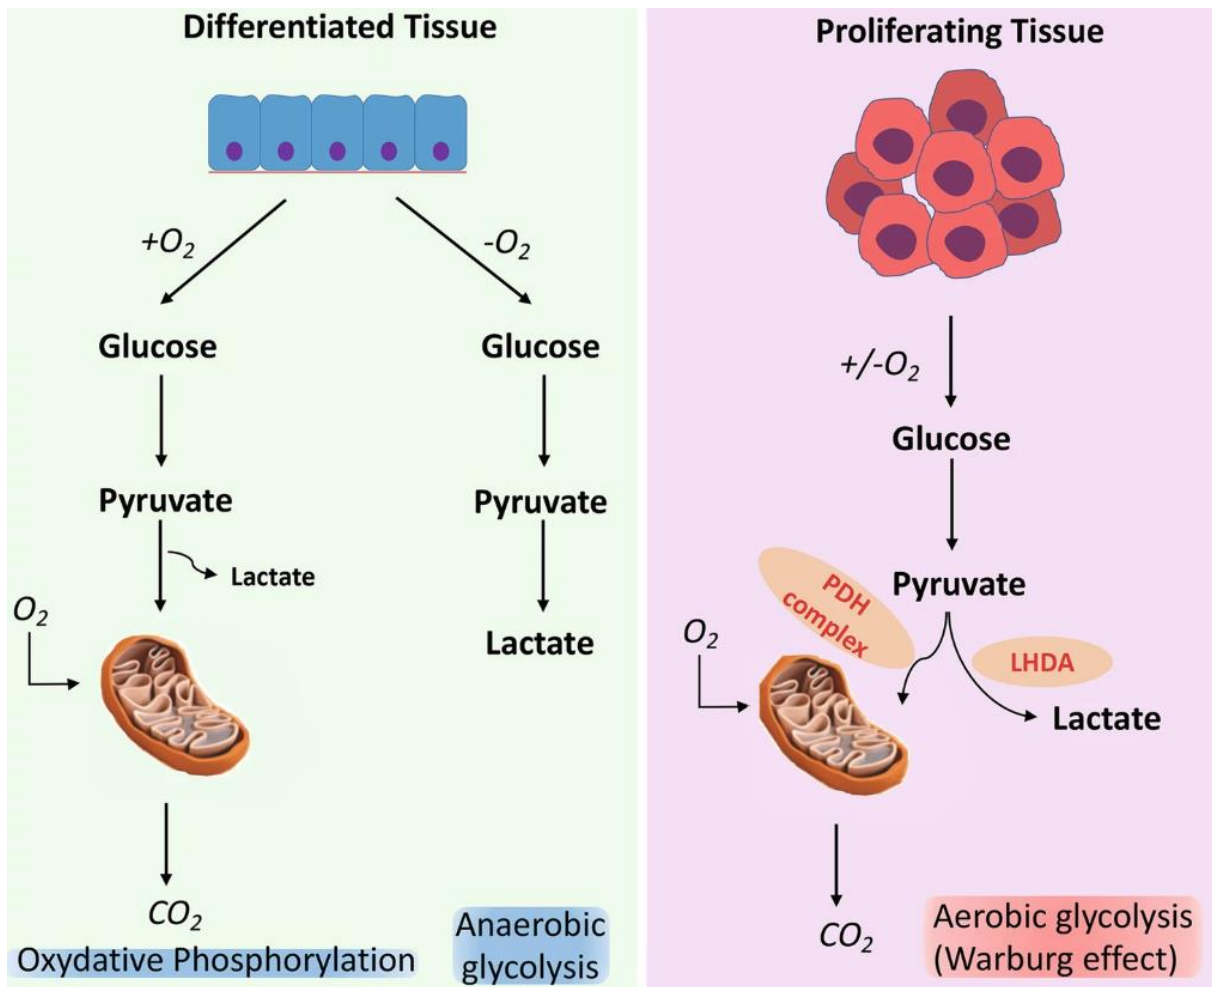 Differentiated Tissue
+O2
-O2
Glucose
Glucose
Pyruvate
Pyruvate
Lactate
O2
Lactate
CO2
Oxydative Phosphorylation
Anaerobic
glycolysis
Proliferating Tissue
+/-O2
Glucose
Pyruvate
PDH
complex
LHDA
O2
Lactate
CO2
Aerobic glycolysis
(Warburg effect)